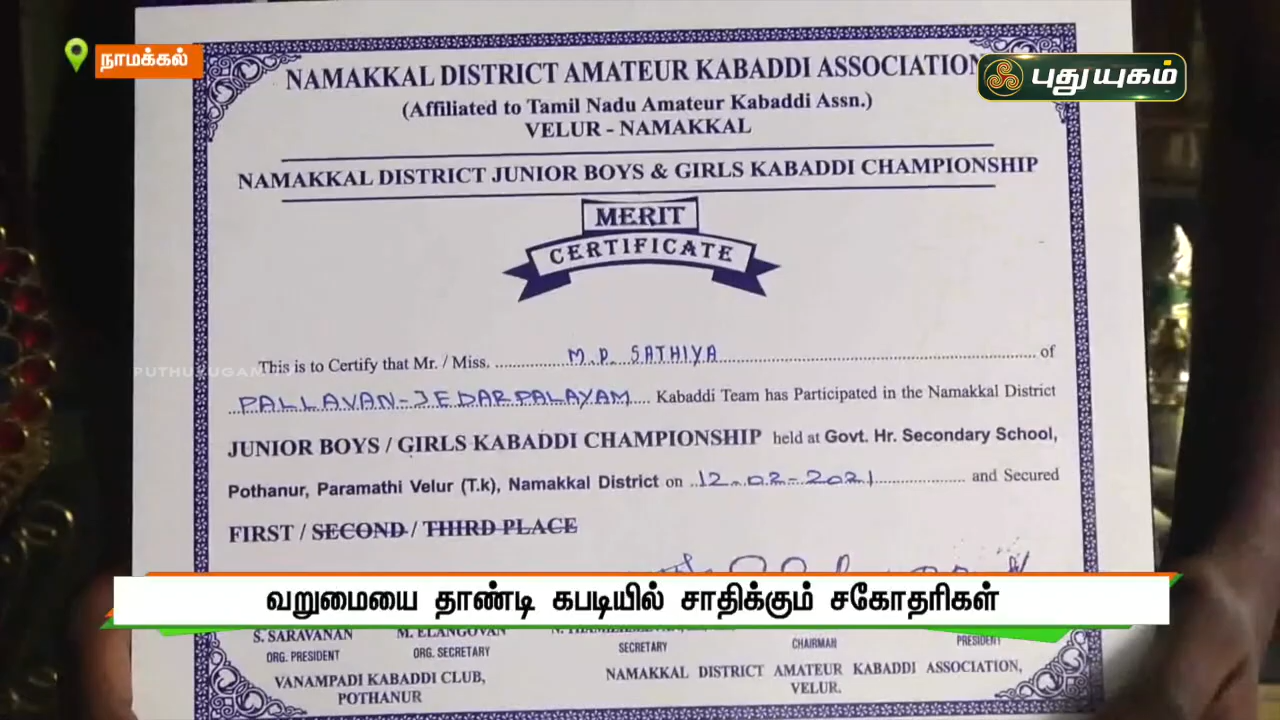 நாமக்கல்
புதுயுகம்
NAMAKKAL DISTRICT AMATEUR KABADDI ASSOCIATION
(Affiliated to Tamil Nadu Amateur Kabaddi Assn.)
VELUR - NAMAKKAL
NAMAKKAL DISTRICT JUNIOR BOYS & GIRLS KABADDI CHAMPIONSHIP
MERIT
CERTIFICATE
This is to Certify that Mr. / Miss. M.P. SATHIYA of
PUTHUYUGAM
PALLAVAN-JEDARPALAYAM Kabaddi Team has Participated in the Namakkal District
JUNIOR BOYS / GIRLS KABADDI CHAMPIONSHIP held at Govt. Hr. Secondary School,
Pothanur, Paramathi Velur (T.k), Namakkal District on 12-02-2021 and Secured
FIRST / SECOND / THIRD PLACE
வறுமையை தாண்டி கபடியில் சாதிக்கும் சகோதரிகள்
S. SARAVANAN M. ELANGOVAN
ORG. PRESIDENT ORG. SECRETARY SECRETARY CHAIRMAN PRESIDENT
VANAMPADI KABADDI CLUB, NAMAKKAL DISTRICT AMATEUR KABADDI ASSOCIATION,
POTHANUR VELUR.